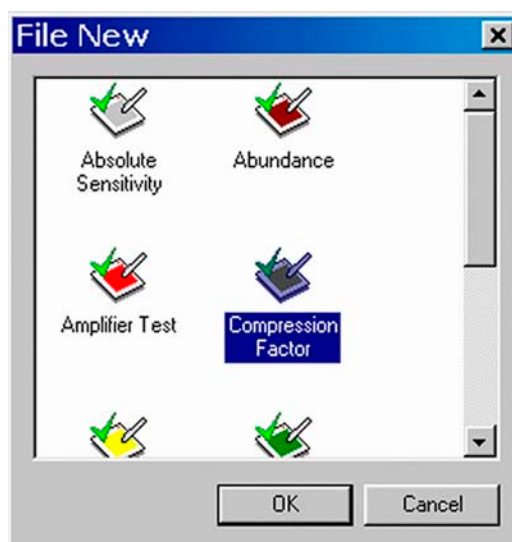 File New
Absolute
Sensitivity
Abundance
Amplifier Test
Compression
Factor
OK
Cancel